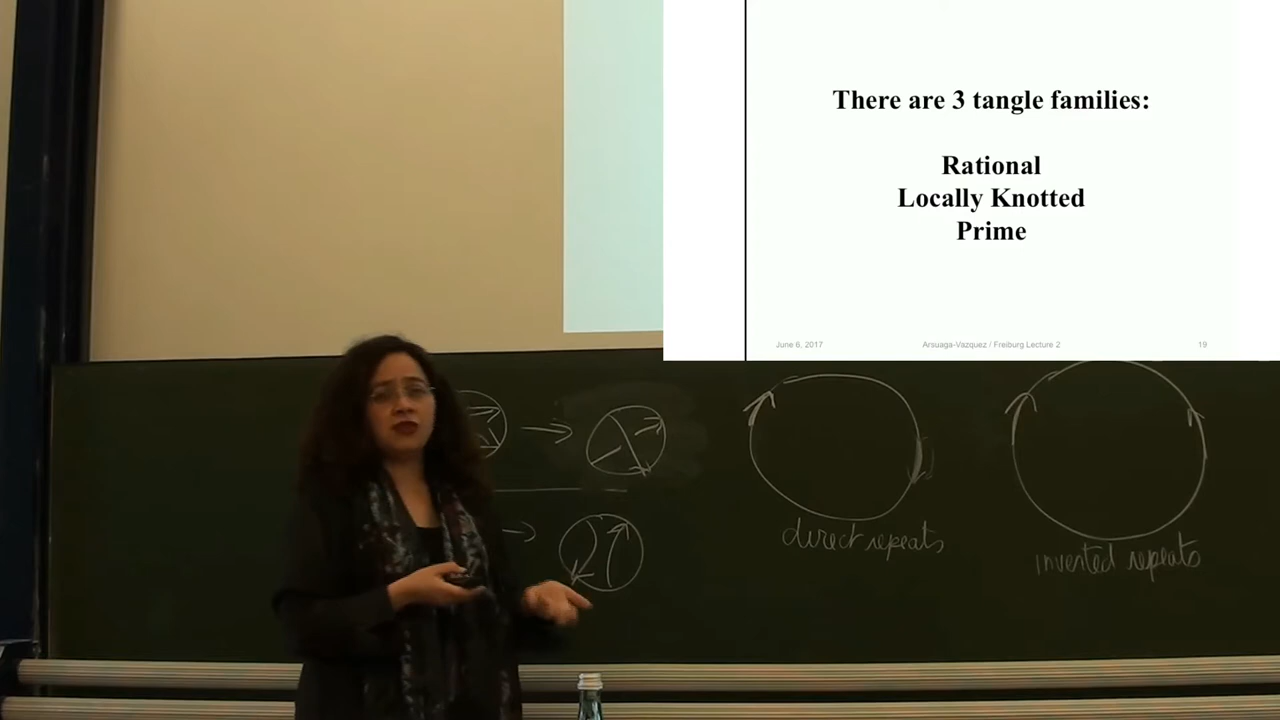 There are 3 tangle families:
Rational
Locally Knotted
Prime
June 6, 2017
Arsuaga-Vazquez / Freiburg Lecture 2
19
direct repeats
inverted repeats